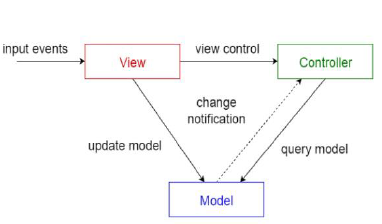 input events
View
view control
Controller
change
notification
update model
query model
Model